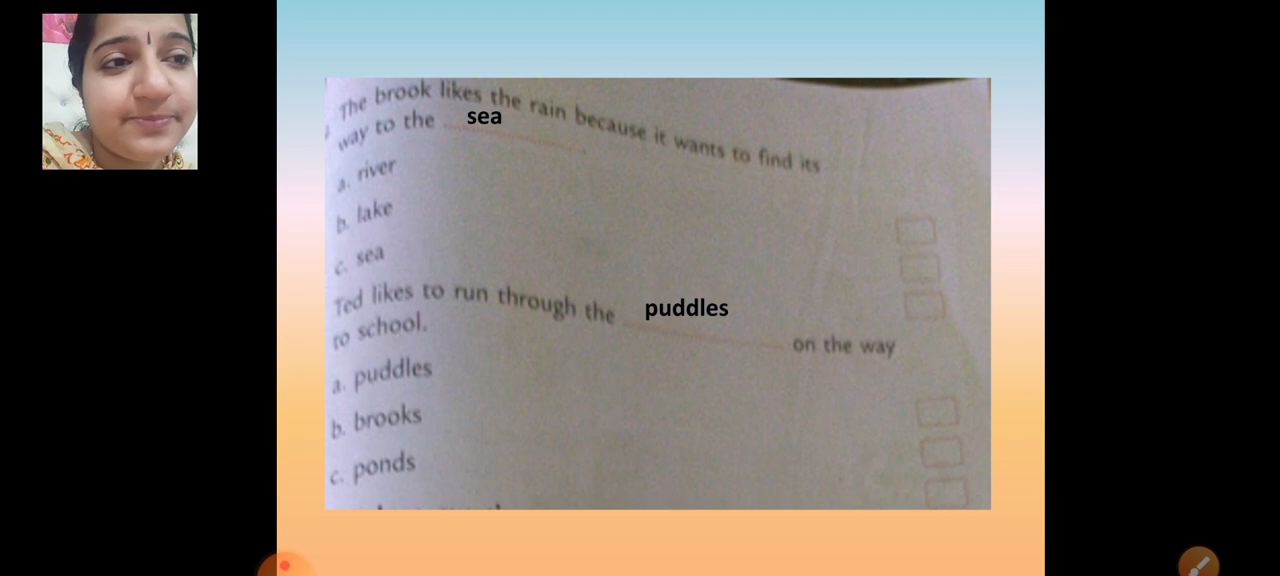 The brook likes the rain because it wants to find its
way to the sea.
a. river
b. lake
c. sea
Ted likes to run through the puddles on the way
to school.
a. puddles
b. brooks
c. ponds